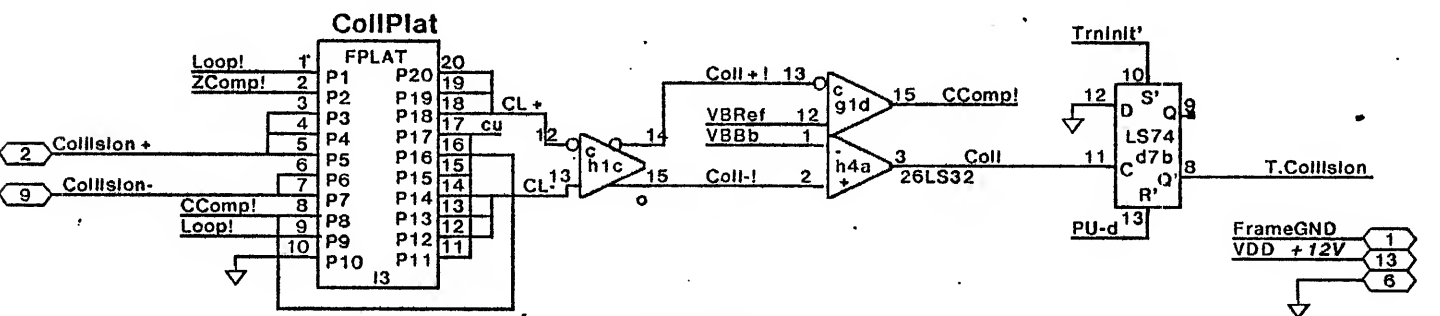 CollPlat
FPLAT
Loop! 1 P1 P20 20
ZComp! 2 P2 P19 19
3 P3 P18 18 CL +
4 P4 P17 17 cu
2 Collision + 5 P5 P16 16
6 P6 P15 15
9 Collision- 7 P7 P14 14 CL-
CComp! 8 P8 P13 13
Loop! 9 P9 P12 12
10 P10 P11 11
I3
12 c h1c 14
13 15
Coll +! 13 c g1d 15 CComp!
VBRef 12
VBBb 1 - h4a 3 Coll
Coll-! 2 + 26LS32
TrnInit'
10
12 D S' Q 9
LS74
11 C d7b Q' 8 T.Collision
R'
PU-d 13
FrameGND 1
VDD +12V 13
6